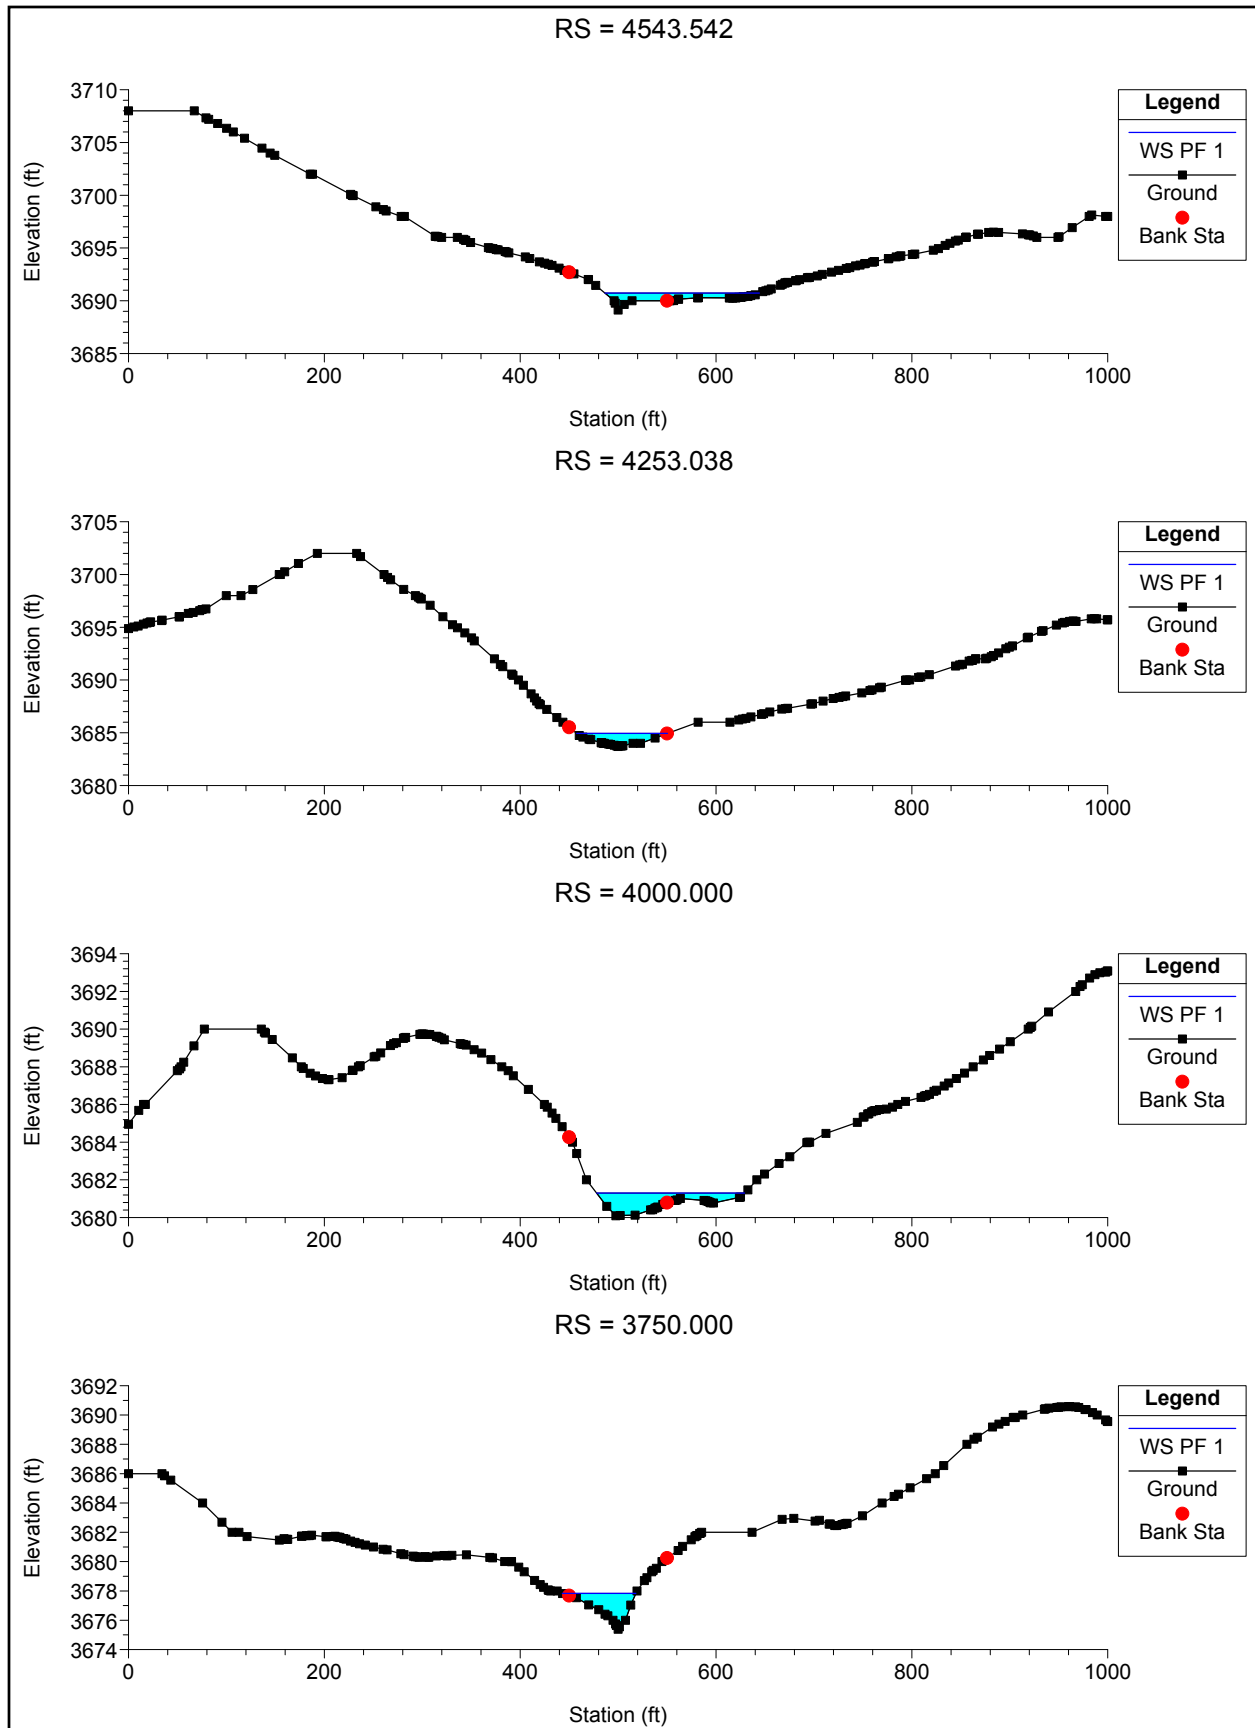 RS = 4543.542
3710
3705
3700
3695
3690
3685
Elevation (ft)
0 200 400 600 800 1000
Station (ft)
Legend
WS PF 1
Ground
Bank Sta
RS = 4253.038
3705
3700
3695
3690
3685
3680
Elevation (ft)
0 200 400 600 800 1000
Station (ft)
Legend
WS PF 1
Ground
Bank Sta
RS = 4000.000
3694
3692
3690
3688
3686
3684
3682
3680
Elevation (ft)
0 200 400 600 800 1000
Station (ft)
Legend
WS PF 1
Ground
Bank Sta
RS = 3750.000
3692
3690
3688
3686
3684
3682
3680
3678
3676
3674
Elevation (ft)
0 200 400 600 800 1000
Station (ft)
Legend
WS PF 1
Ground
Bank Sta